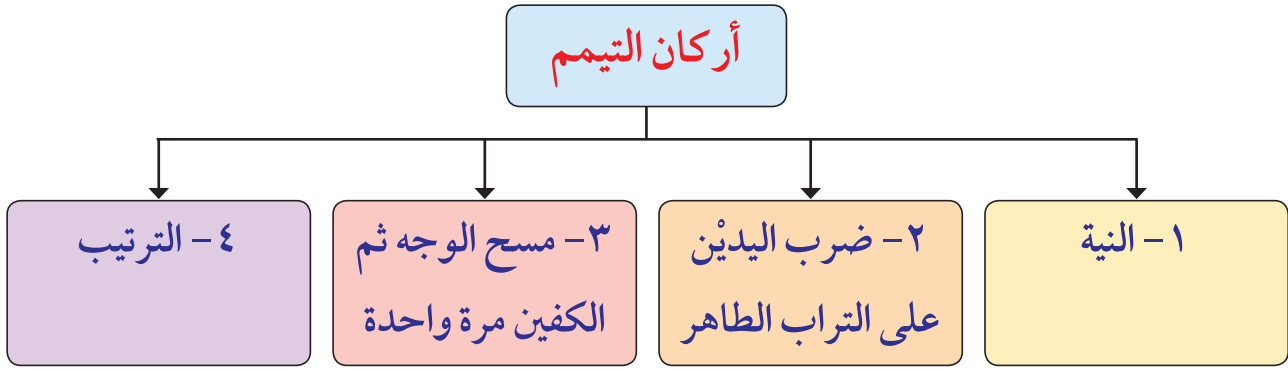 أركان التيمم
١- النية
٢- ضرب اليديْن
على التراب الطاهر
٣- مسح الوجه ثم
الكفين مرة واحدة
٤- الترتيب